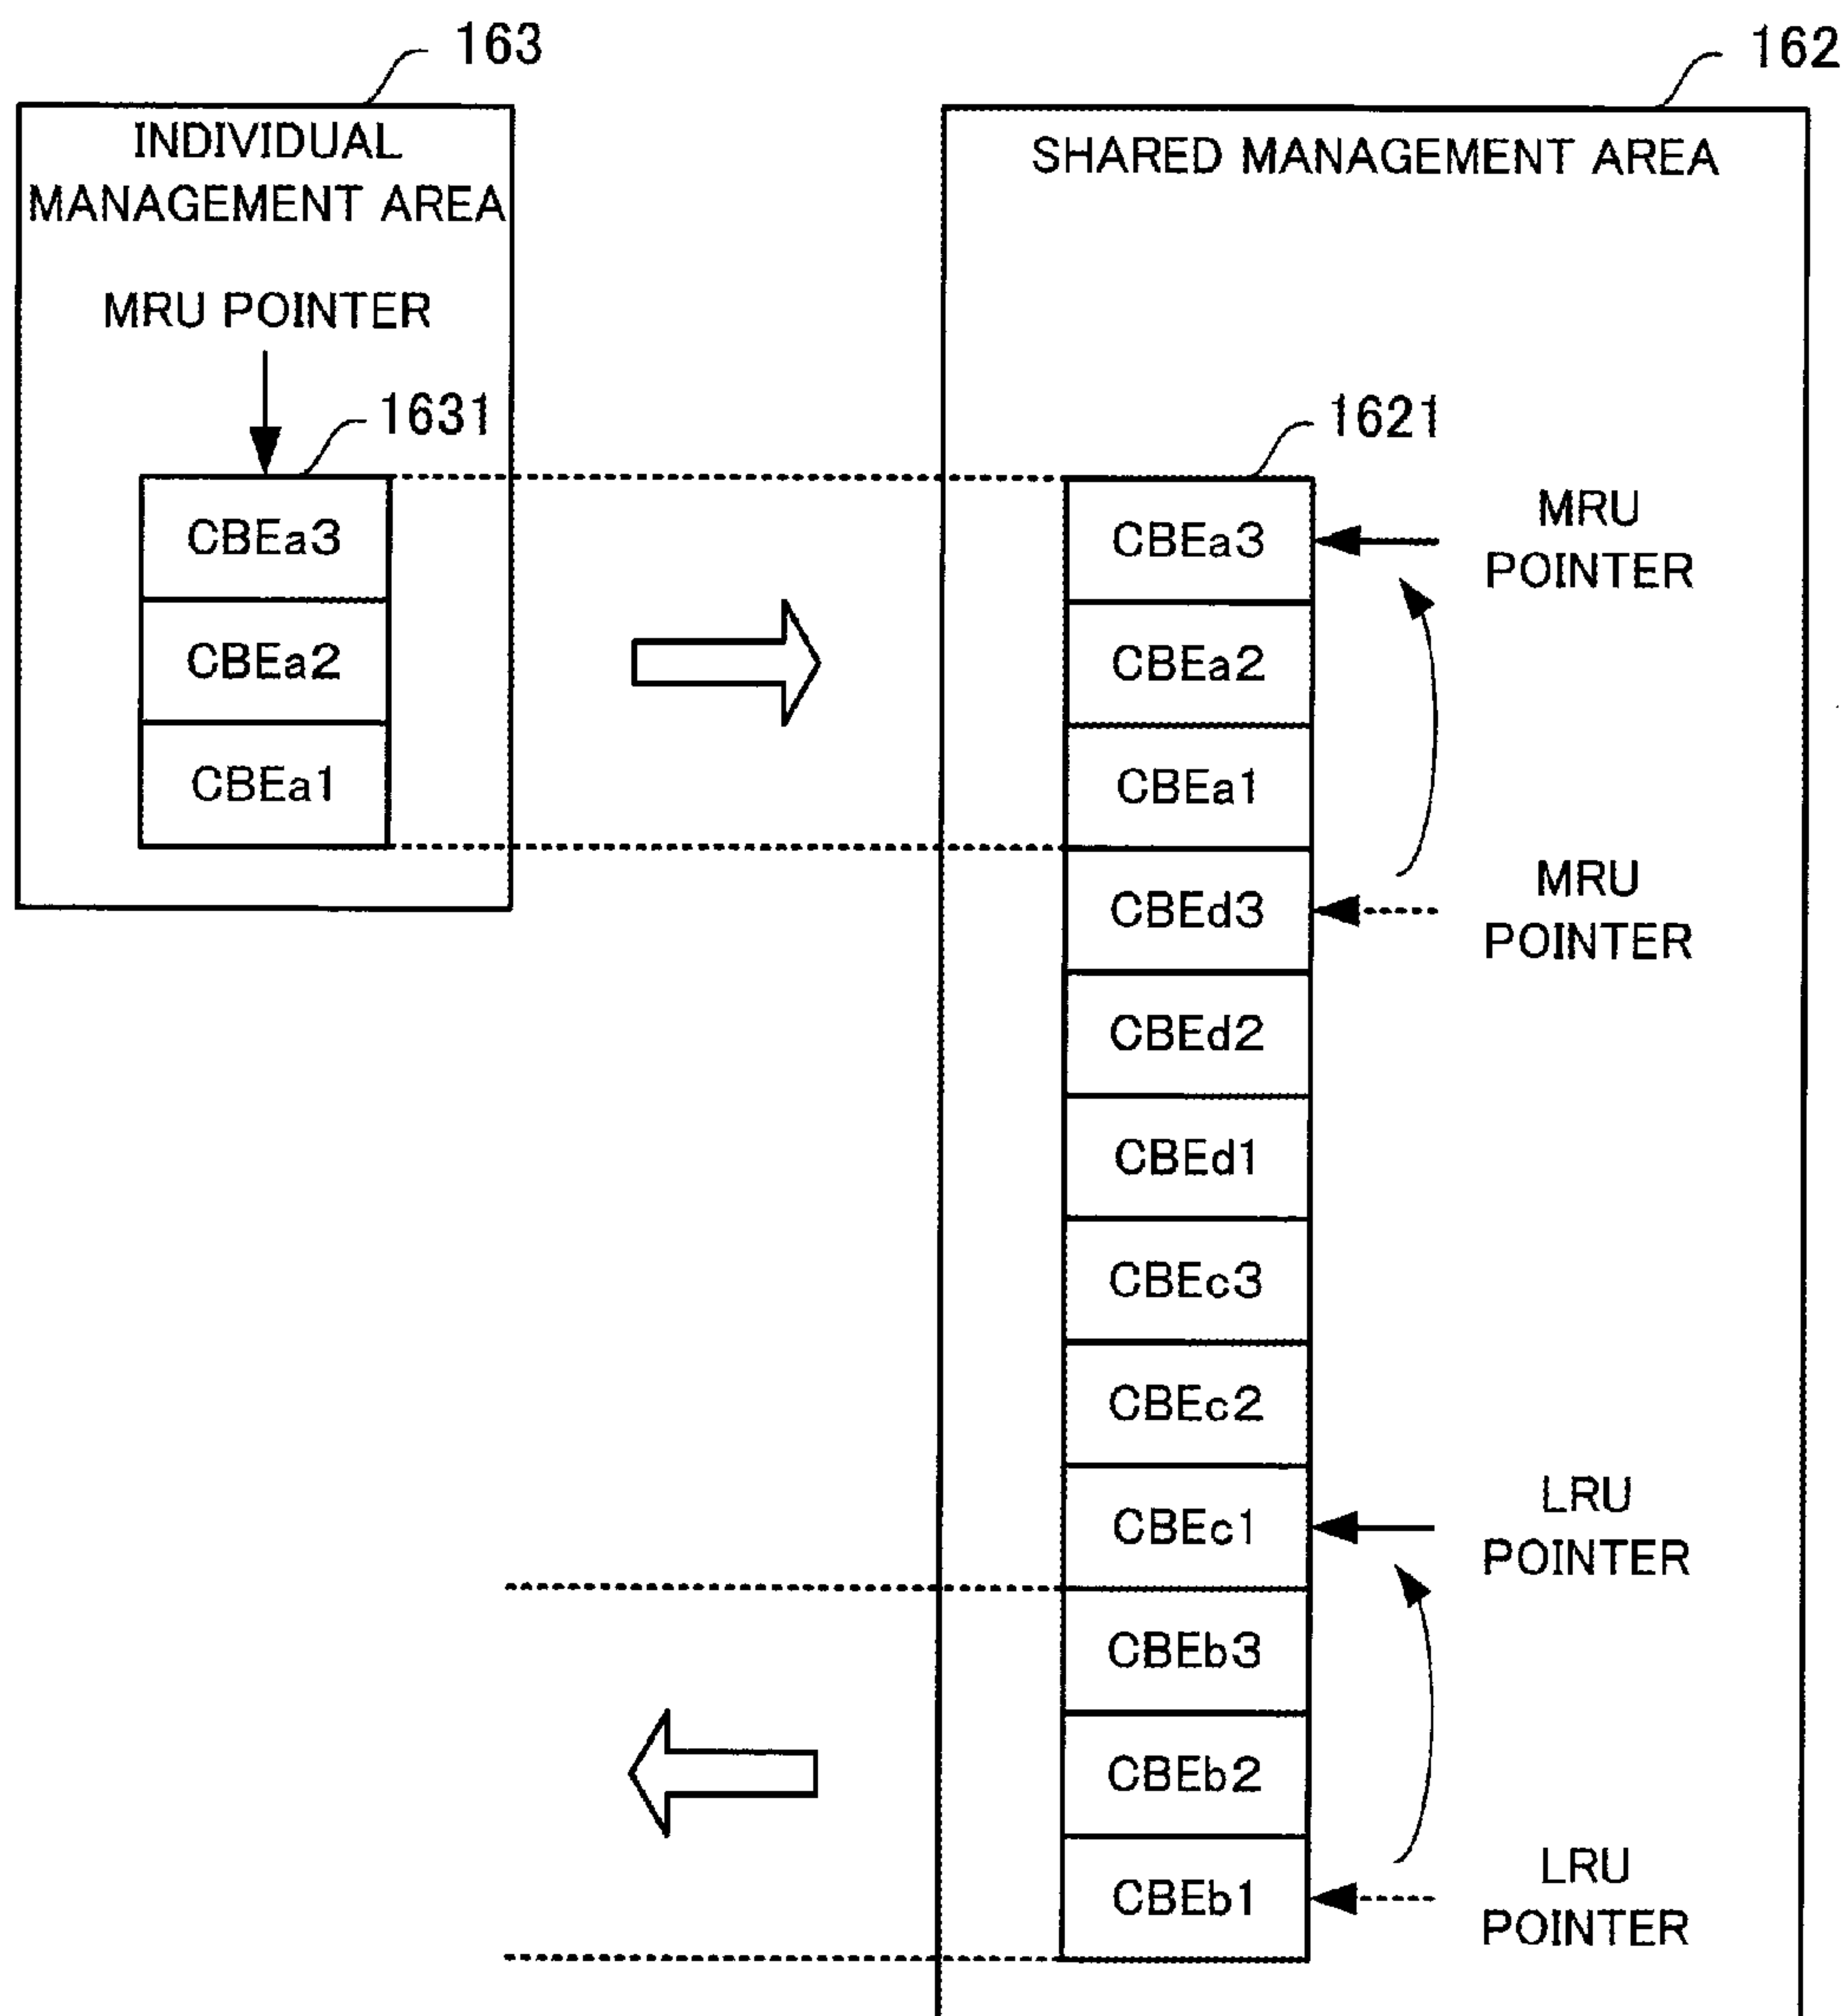 163
INDIVIDUAL
MANAGEMENT AREA
MRU POINTER
1631
CBEa3
CBEa2
CBEa1
162
SHARED MANAGEMENT AREA
1621
CBEa3
CBEa2
CBEa1
CBEd3
CBEd2
CBEd1
CBEc3
CBEc2
CBEc1
CBEb3
CBEb2
CBEb1
MRU
POINTER
MRU
POINTER
LRU
POINTER
LRU
POINTER